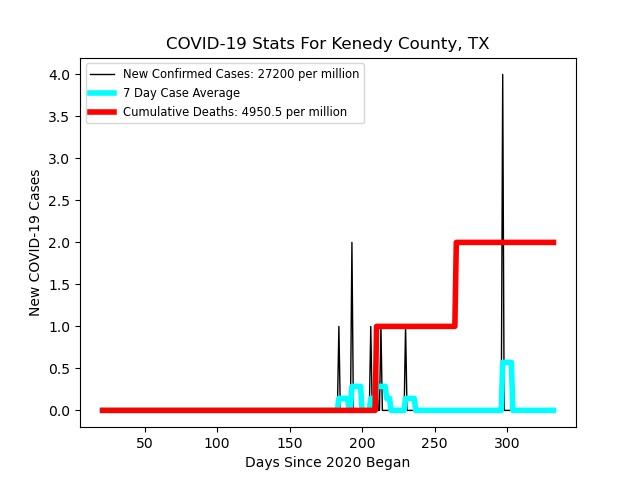 COVID-19 Stats For Kenedy County, TX
New Confirmed Cases: 27200 per million
7 Day Case Average
Cumulative Deaths: 4950.5 per million
New COVID-19 Cases
4.0
3.5
3.0
2.5
2.0
1.5
1.0
0.5
0.0
50 100 150 200 250 300
Days Since 2020 Began